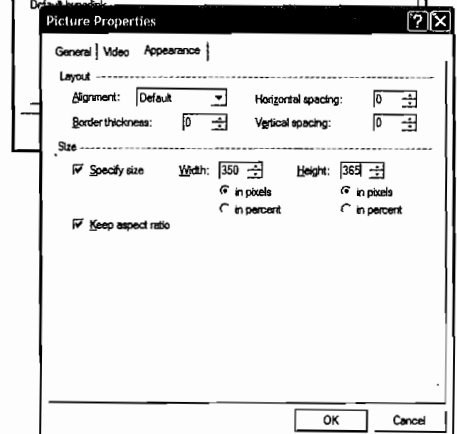 Default hyperlink
Picture Properties
General Video Appearance
Layout
Alignment: Default Horizontal spacing: 0
Border thickness: 0 Vertical spacing: 0
Size
Specify size Width: 350 Height: 365
in pixels in pixels
in percent in percent
Keep aspect ratio
OK Cancel